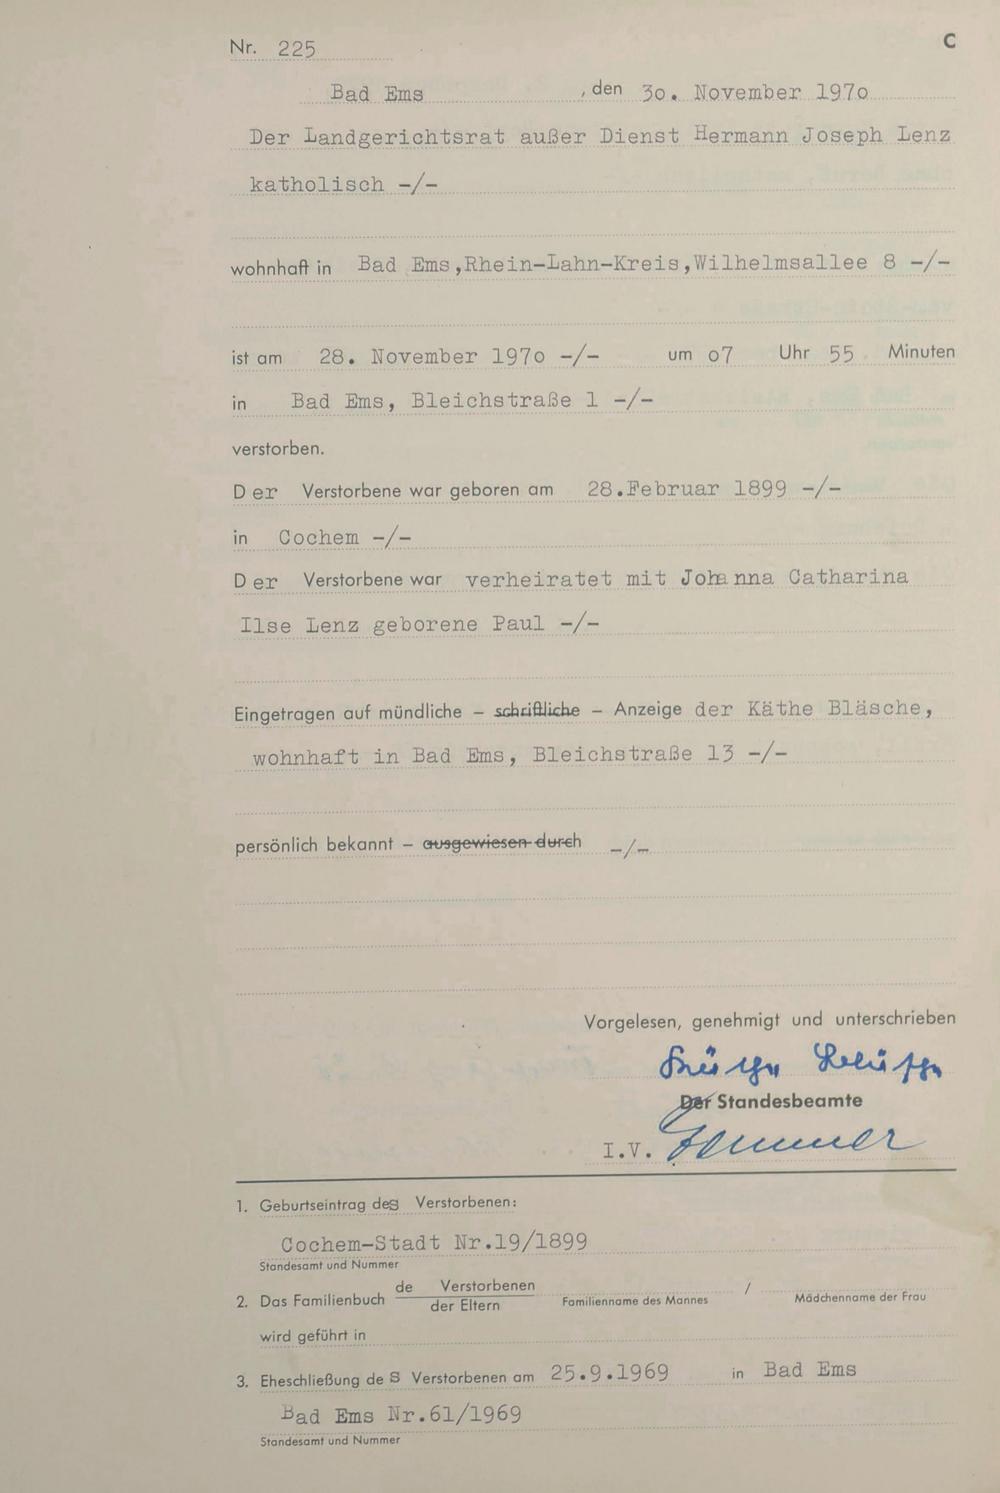 Nr. 225
C
Bad Ems , den 30. November 1970
Der Landgerichtsrat außer Dienst Hermann Joseph Lenz
katholisch -/-
wohnhaft in Bad Ems,Rhein-Lahn-Kreis,Wilhelmsallee 8 -/-
ist am 28. November 1970 -/- um 07 Uhr 55 Minuten
in Bad Ems, Bleichstraße 1 -/-
verstorben.
Der Verstorbene war geboren am 28.Februar 1899 -/-
in Cochem -/-
Der Verstorbene war verheiratet mit Johanna Catharina
Ilse Lenz geborene Paul -/-
Eingetragen auf mündliche - schriftliche - Anzeige der Käthe Bläsche,
wohnhaft in Bad Ems, Bleichstraße 13 -/-
persönlich bekannt - ausgewiesen durch -/-
Vorgelesen, genehmigt und unterschrieben
Käthe Bläsche
Der Standesbeamte
I.V.
1. Geburtseintrag des Verstorbenen:
Cochem-Stadt Nr.19/1899
Standesamt und Nummer
2. Das Familienbuch de Verstorbenen
der Eltern
/
Familienname des Mannes Mädchenname der Frau
wird geführt in
3. Eheschließung des Verstorbenen am 25.9.1969 in Bad Ems
Bad Ems Nr.61/1969
Standesamt und Nummer